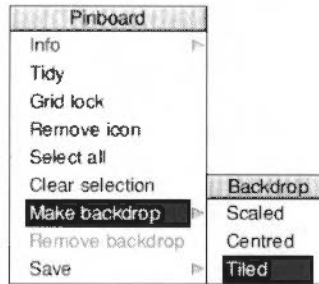 Pinboard
Info
Tidy
Grid lock
Remove icon
Select all
Clear selection
Make backdrop
Remove backdrop
Save
Backdrop
Scaled
Centred
Tiled